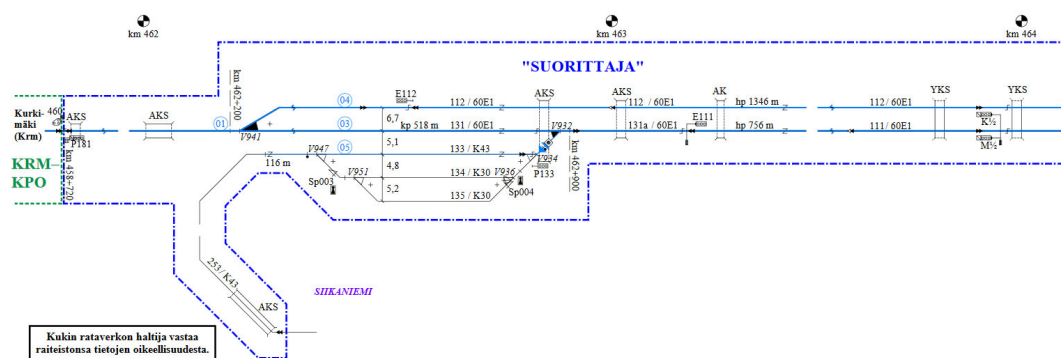 km 462
km 463
km 464
"SUORITTAJA"
km 462+200
Kurki-
mäki
(Krm)
460
AKS
P181
AKS
01
V941
04
E112
112 / 60E1
6,7
AKS
AKS
112 / 60E1
AK
hp 1346 m
112/ 60E1
YKS
YKS
03
kp 518 m
131 / 60E1
V932
131a / 60E1
E111
hp 756 m
111/ 60E1
K½
M½
5,1
05
133 / K43
V934
P133
km 462+900
KRM
KPO
km 458+720
116 m
V947
Sp003
4,8
134 / K30
V951
V936
Sp004
5,2
135 / K30
253 / K43
AKS
SIIKANIEMI
Kukin rataverkon haltija vastaa
raiteistonsa tietojen oikeellisuudesta.